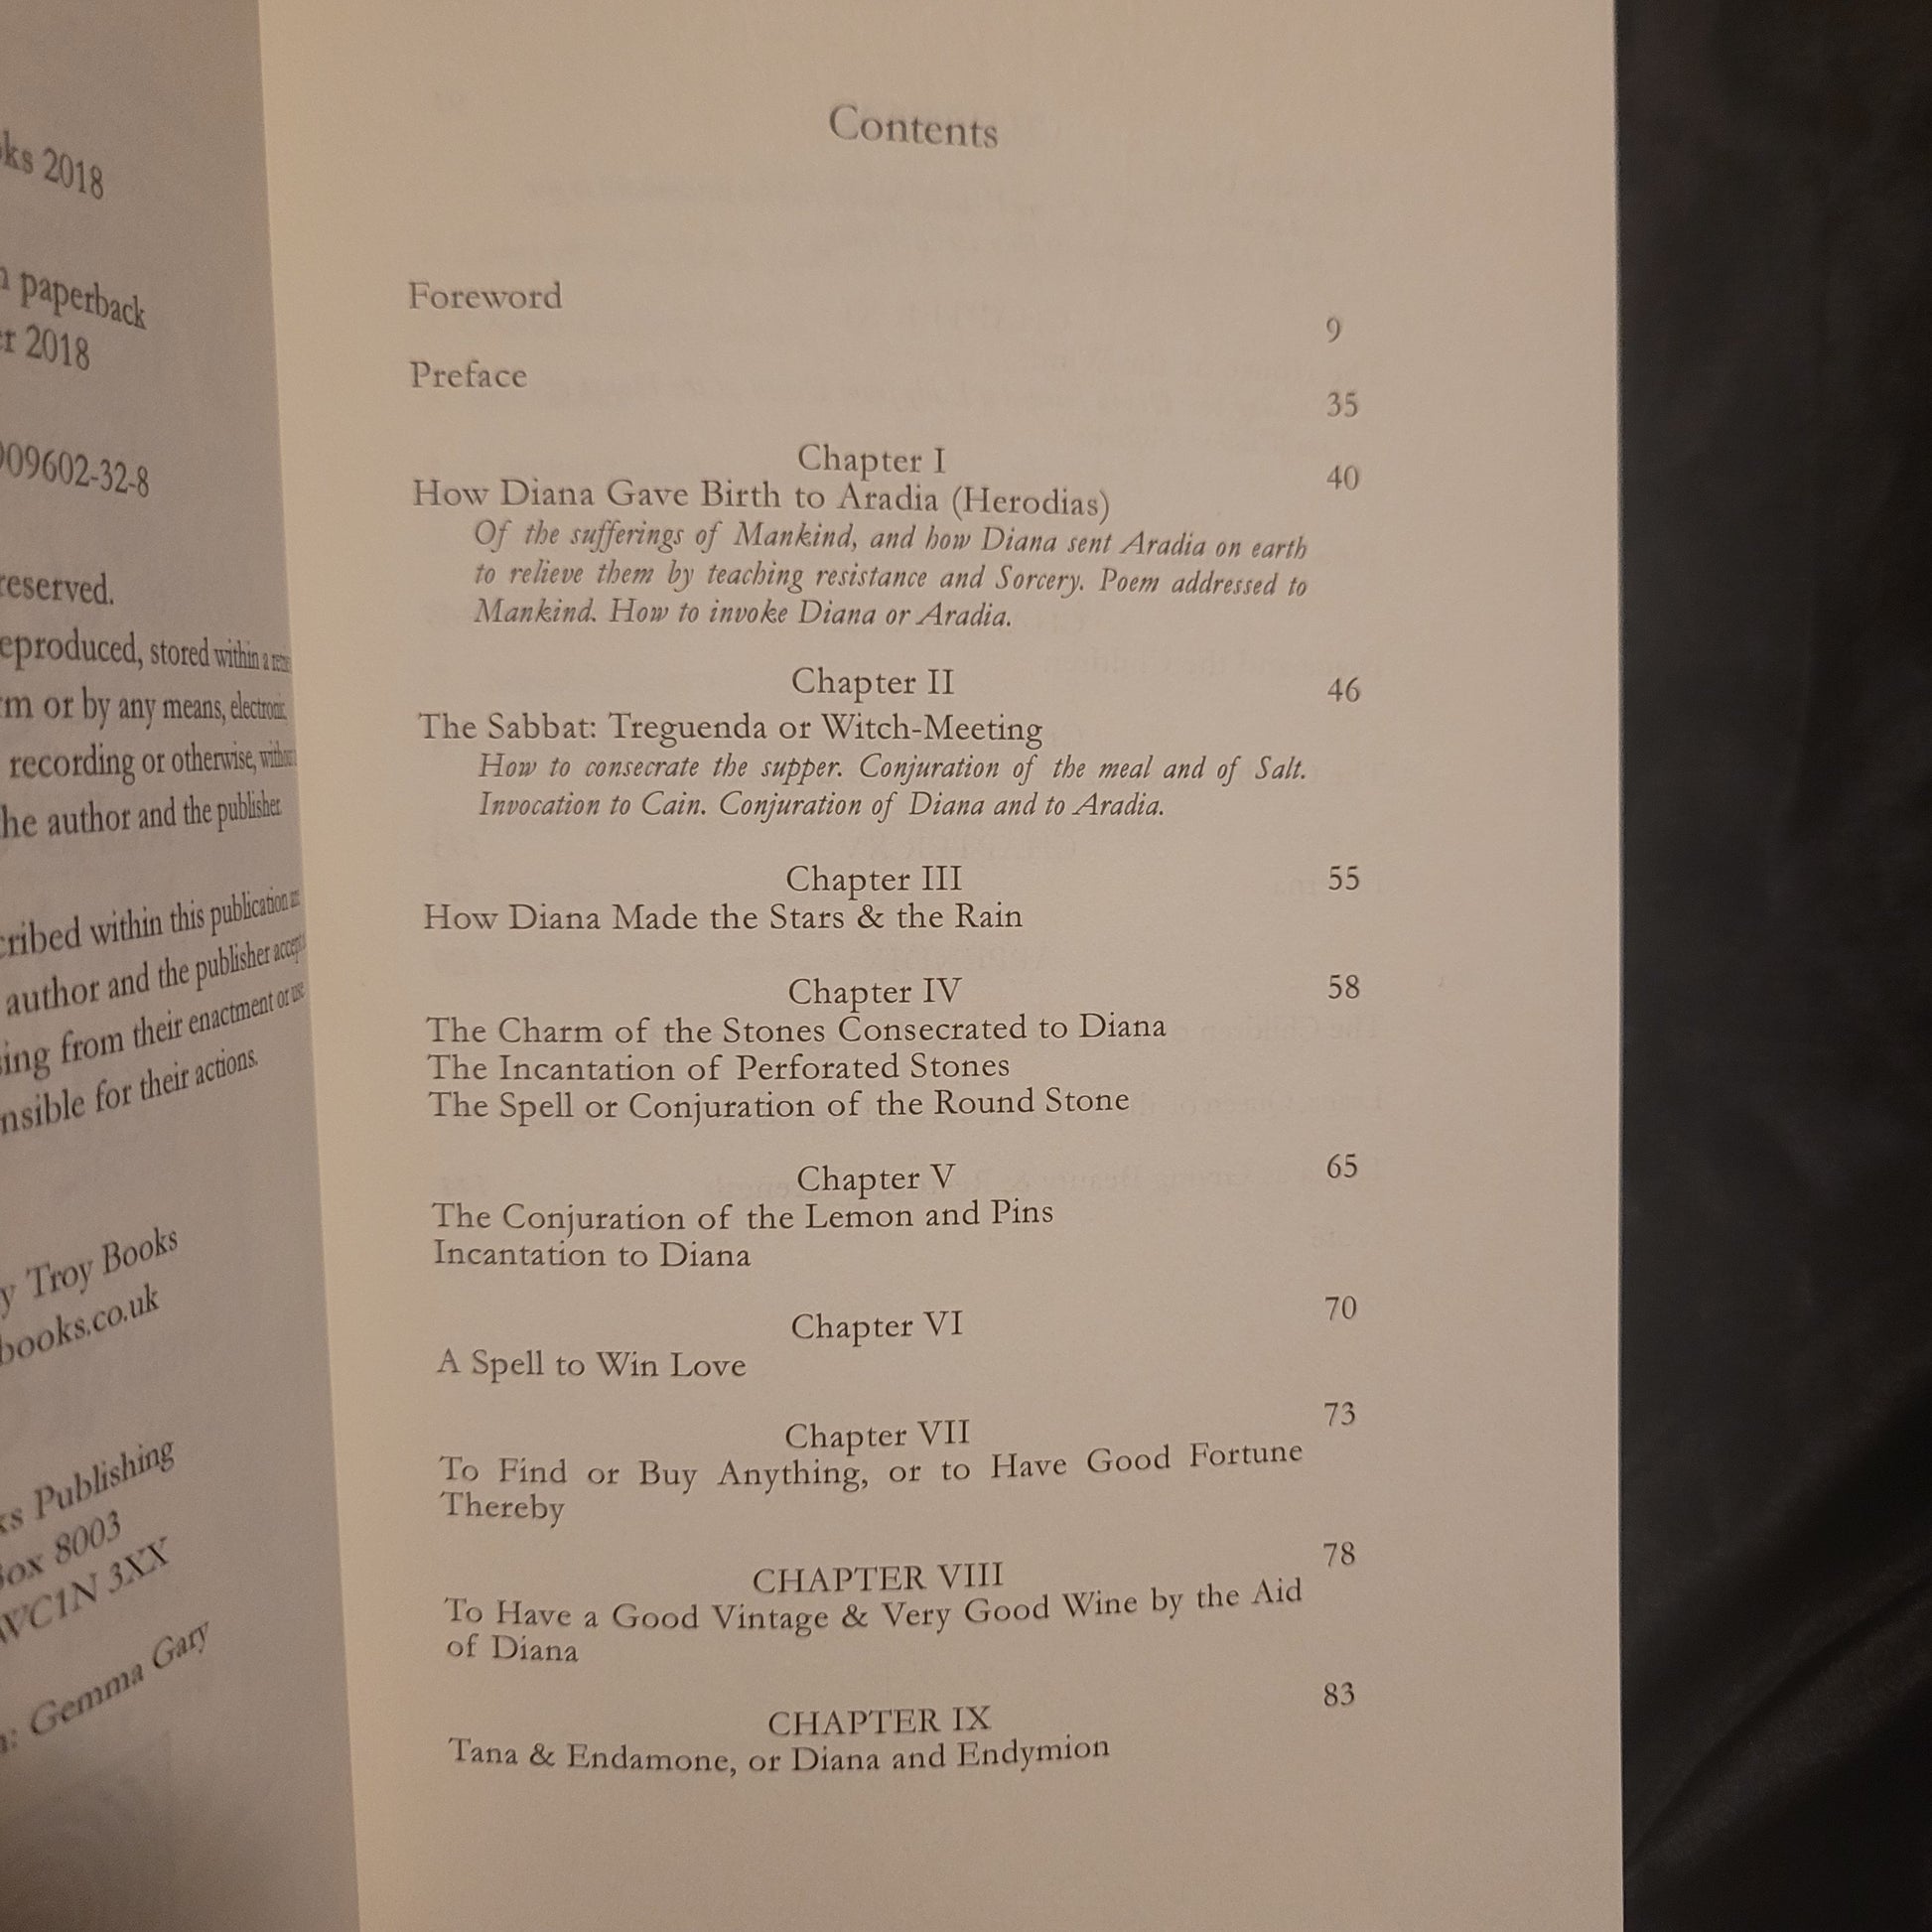 ks 2018
paperback
r 2018
09602-32-8
reserved.
eproduced, stored within a
m or by any means, electronic,
recording or otherwise, without
he author and the publisher.
cribed within this publication are
author and the publisher accept
ing from their enactment or use
nsible for their actions.
y Troy Books
books.co.uk
ks Publishing
Box 8003
WC1N 3XX
n: Gemma Gary
Contents
Foreword
9
Preface
35
Chapter I
40
How Diana Gave Birth to Aradia (Herodias)
Of the sufferings of Mankind, and how Diana sent Aradia on earth
to relieve them by teaching resistance and Sorcery. Poem addressed to
Mankind. How to invoke Diana or Aradia.
Chapter II
46
The Sabbat: Treguenda or Witch-Meeting
How to consecrate the supper. Conjuration of the meal and of Salt.
Invocation to Cain. Conjuration of Diana and to Aradia.
Chapter III
55
How Diana Made the Stars & the Rain
Chapter IV
58
The Charm of the Stones Consecrated to Diana
The Incantation of Perforated Stones
The Spell or Conjuration of the Round Stone
Chapter V
65
The Conjuration of the Lemon and Pins
Incantation to Diana
Chapter VI
70
A Spell to Win Love
Chapter VII
73
To Find or Buy Anything, or to Have Good Fortune
Thereby
CHAPTER VIII
78
To Have a Good Vintage & Very Good Wine by the Aid
of Diana
CHAPTER IX
83
Tana & Endamone, or Diana and Endymion